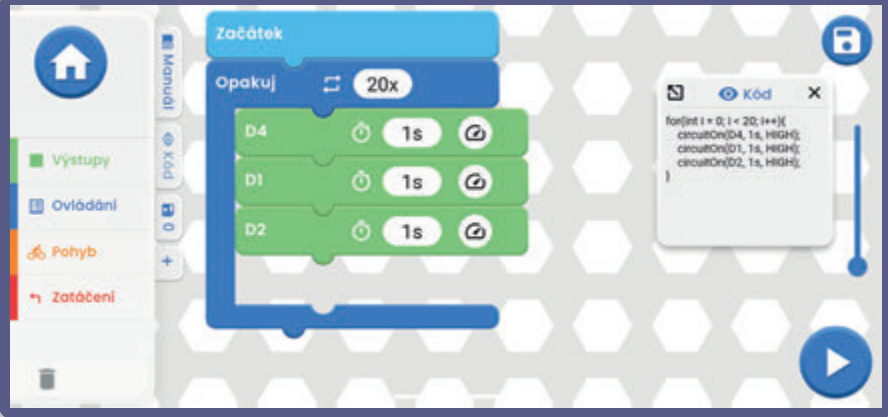 Začátek
Opakuj 20x
D4 1s
D1 1s
D2 1s
Výstupy
Ovládání
Pohyb
Zatáčení
Manuál
Kód
0
+
Kód ×
for(int i = 0; i < 20; i++){
circuitOn(D4, 1s, HIGH);
circuitOn(D1, 1s, HIGH);
circuitOn(D2, 1s, HIGH);
}